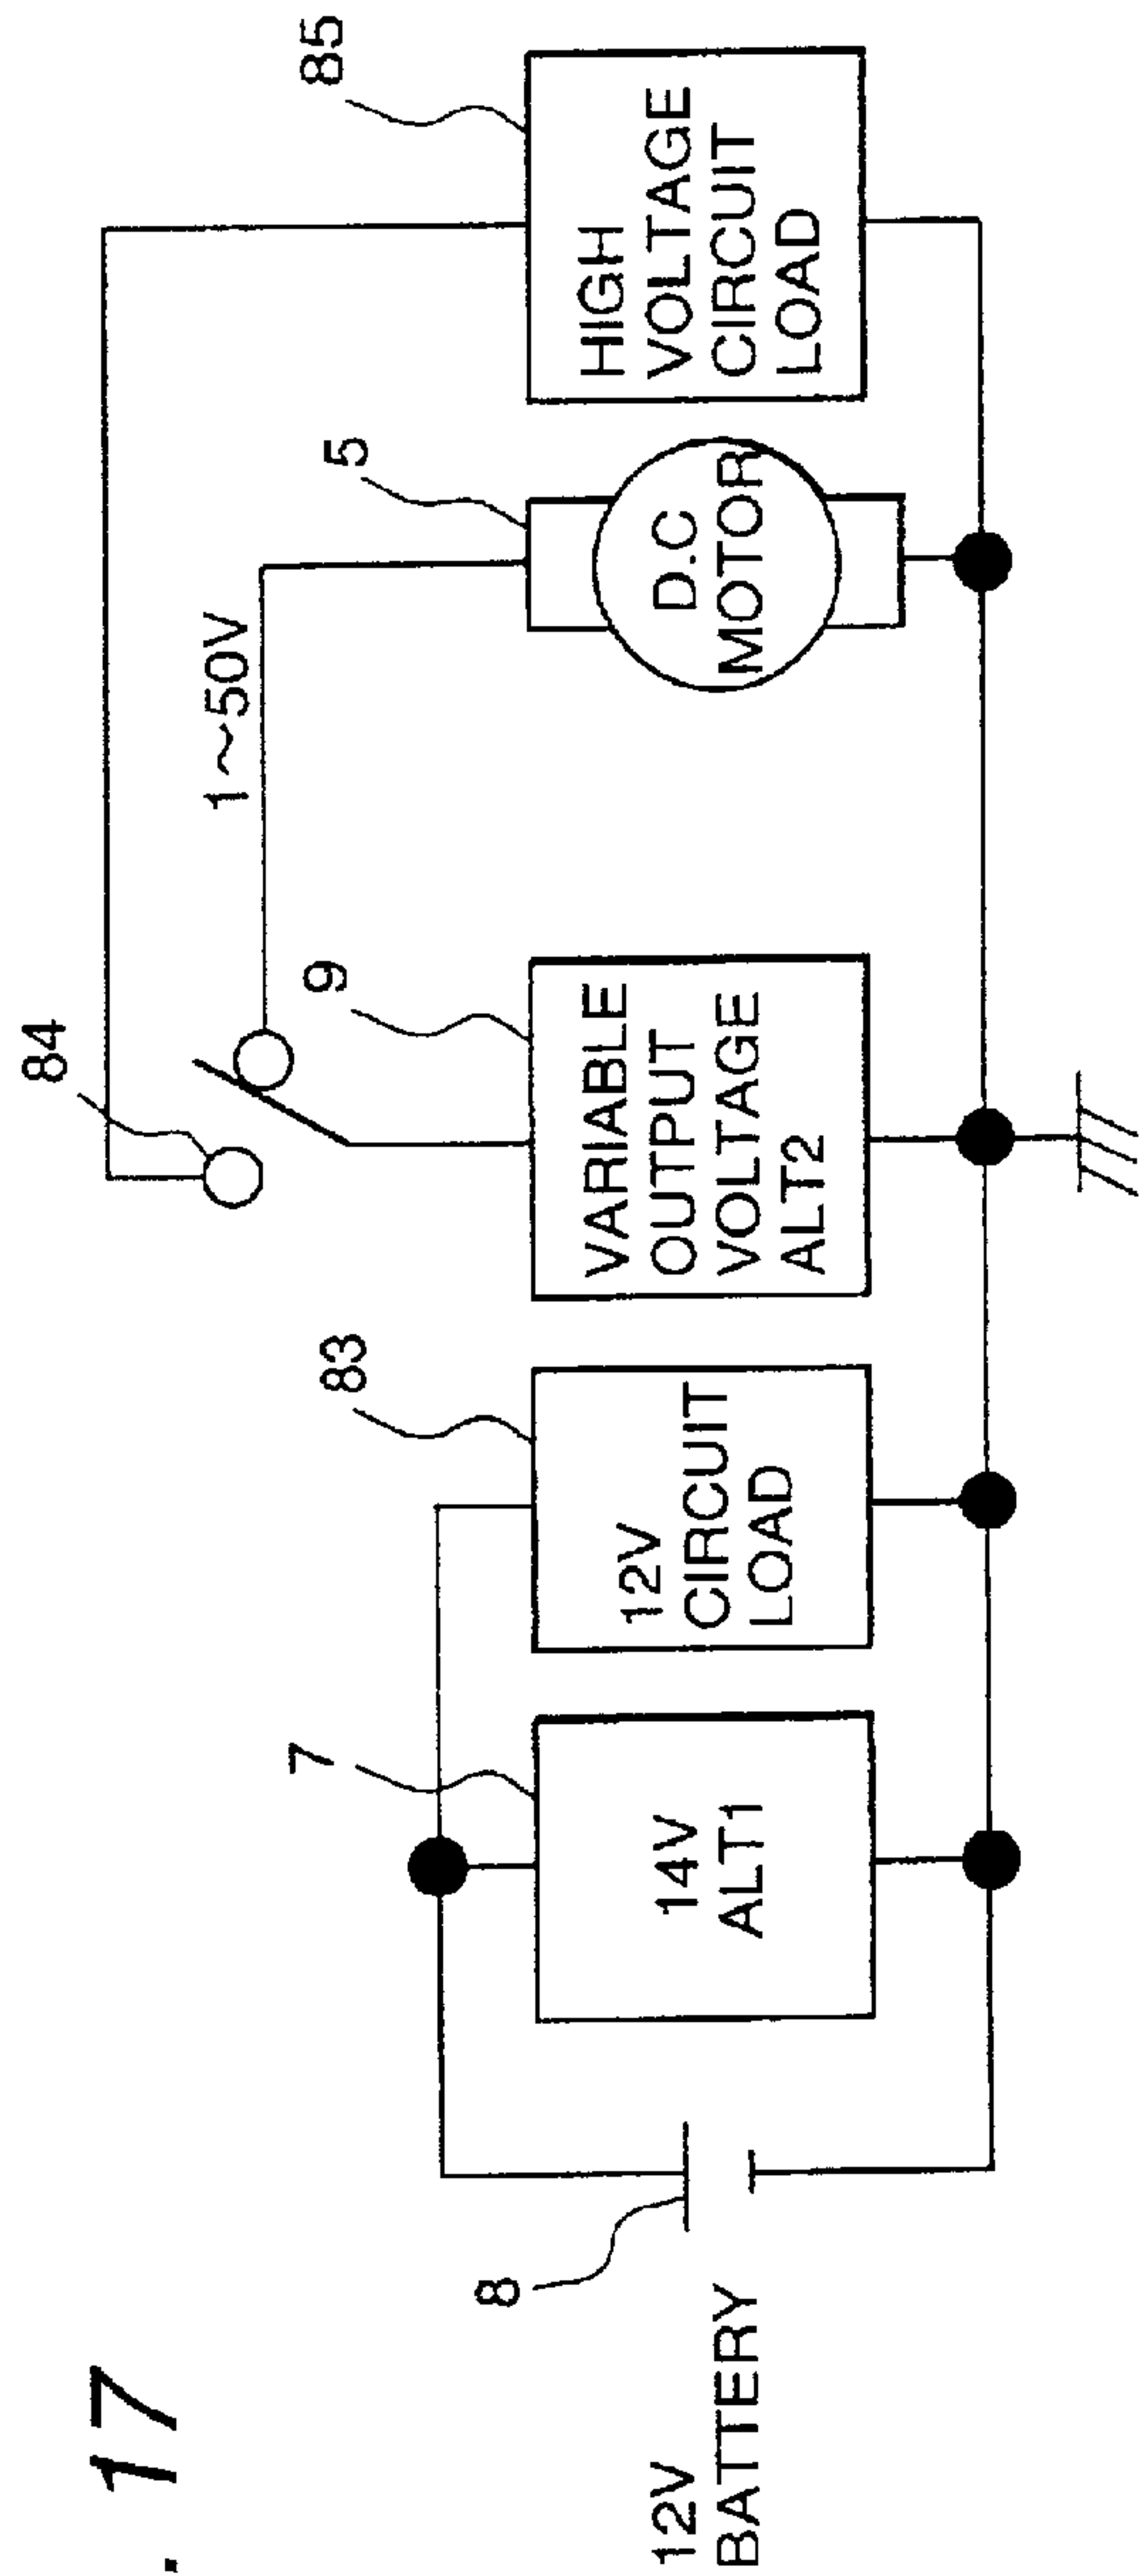 . 17
12V
BATTERY
8
7
14V
ALT1
83
12V
CIRCUIT
LOAD
84
9
VARIABLE
OUTPUT
VOLTAGE
ALT2
1~50V
5
D.C
MOTOR
85
HIGH
VOLTAGE
CIRCUIT
LOAD